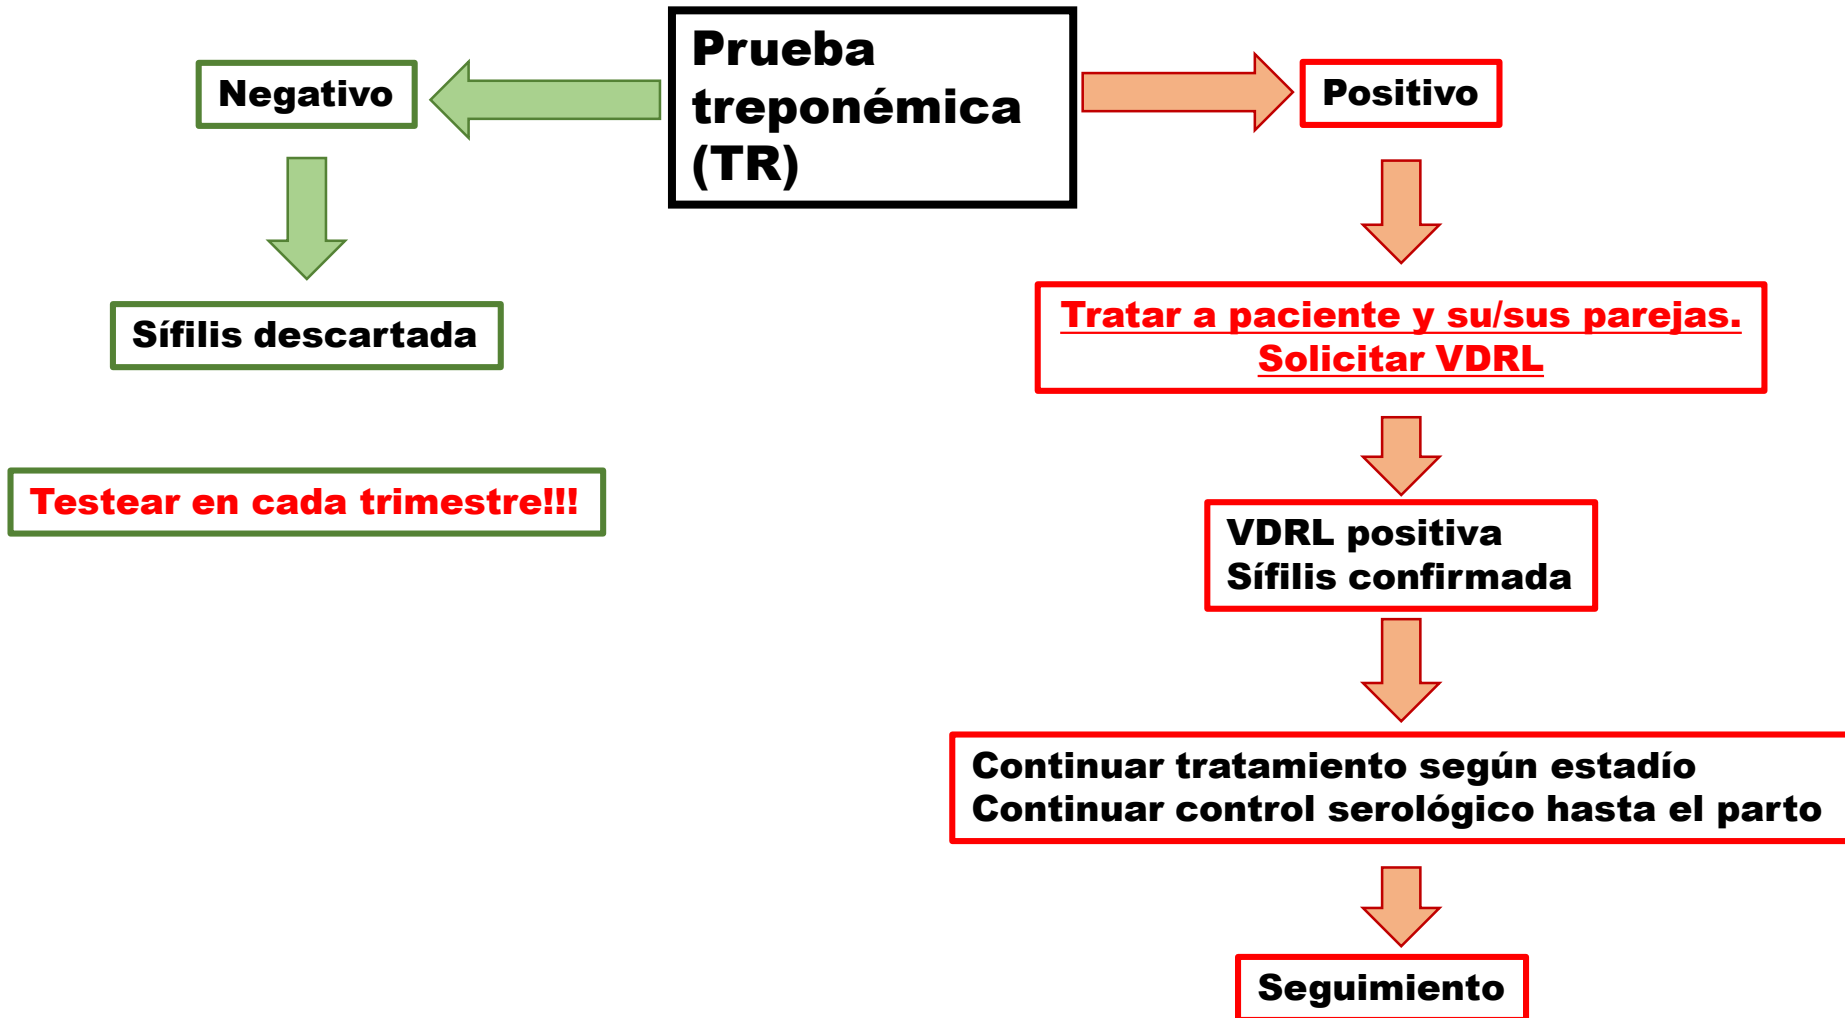 Prueba
treponémica
(TR)
Negativo
Positivo
Sífilis descartada
Testear en cada trimestre!!!
Tratar a paciente y su/sus parejas.
Solicitar VDRL
VDRL positiva
Sífilis confirmada
Continuar tratamiento según estadío
Continuar control serológico hasta el parto
Seguimiento